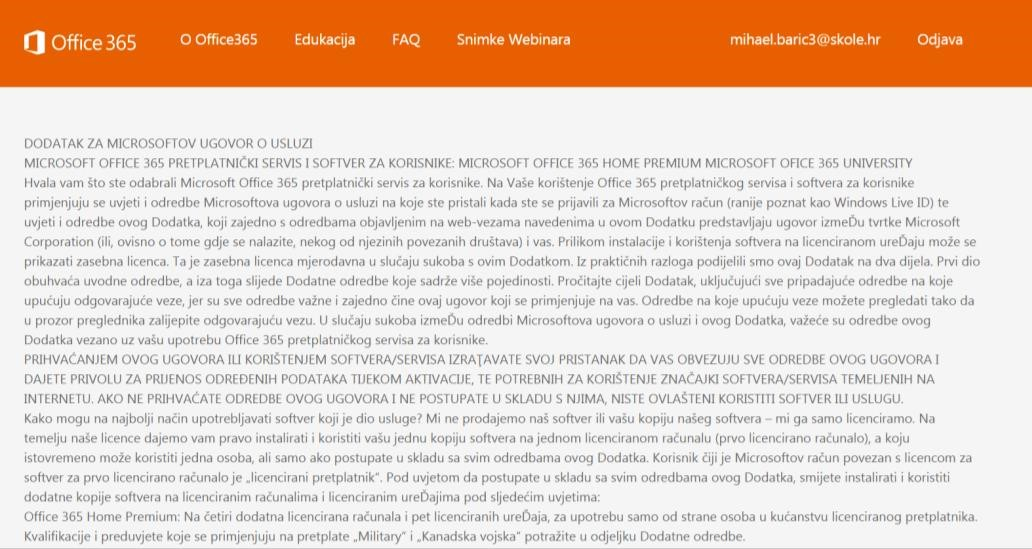 Office 365 O Office365 Edukacija FAQ Snimke Webinara mihael.baric3@skole.hr Odjava
DODATAK ZA MICROSOFTOV UGOVOR O USLUZI
MICROSOFT OFFICE 365 PRETPLATNIČKI SERVIS I SOFTVER ZA KORISNIKE: MICROSOFT OFFICE 365 HOME PREMIUM MICROSOFT OFICE 365 UNIVERSITY
Hvala vam što ste odabrali Microsoft Office 365 pretplatnički servis za korisnike. Na Vaše korištenje Office 365 pretplatničkog servisa i softvera za korisnike
primjenjuju se uvjeti i odredbe Microsoftova ugovora o usluzi na koje ste pristali kada ste se prijavili za Microsoftov račun (ranije poznat kao Windows Live ID) te
uvjeti i odredbe ovog Dodatka, koji zajedno s odredbama objavljenim na web-vezama navedenima u ovom Dodatku predstavljaju ugovor izmeĎu tvrtke Microsoft
Corporation (ili, ovisno o tome gdje se nalazite, nekog od njezinih povezanih društava) i vas. Prilikom instalacije i korištenja softvera na licenciranom ureĎaju može se
prikazati zasebna licenca. Ta je zasebna licenca mjerodavna u slučaju sukoba s ovim Dodatkom. Iz praktičnih razloga podijelili smo ovaj Dodatak na dva dijela. Prvi dio
obuhvaća uvodne odredbe, a iza toga slijede Dodatne odredbe koje sadrže više pojedinosti. Pročitajte cijeli Dodatak, uključujući sve pripadajuće odredbe na koje
upućuju odgovarajuće veze, jer su sve odredbe važne i zajedno čine ovaj ugovor koji se primjenjuje na vas. Odredbe na koje upućuju veze možete pregledati tako da
u prozor preglednika zalijepite odgovarajuću vezu. U slučaju sukoba izmeĎu odredbi Microsoftova ugovora o usluzi i ovog Dodatka, važeće su odredbe ovog
Dodatka vezano uz vašu upotrebu Office 365 pretplatničkog servisa za korisnike.
PRIHVAĆANJEM OVOG UGOVORA ILI KORIŠTENJEM SOFTVERA/SERVISA IZRAŢAVATE SVOJ PRISTANAK DA VAS OBVEZUJU SVE ODREDBE OVOG UGOVORA I
DAJETE PRIVOLU ZA PRIJENOS ODREĐENIH PODATAKA TIJEKOM AKTIVACIJE, TE POTREBNIH ZA KORIŠTENJE ZNAČAJKI SOFTVERA/SERVISA TEMELJENIH NA
INTERNETU. AKO NE PRIHVAĆATE ODREDBE OVOG UGOVORA I NE POSTUPATE U SKLADU S NJIMA, NISTE OVLAŠTENI KORISTITI SOFTVER ILI USLUGU.
Kako mogu na najbolji način upotrebljavati softver koji je dio usluge? Mi ne prodajemo naš softver ili vašu kopiju našeg softvera – mi ga samo licenciramo. Na
temelju naše licence dajemo vam pravo instalirati i koristiti vašu jednu kopiju softvera na jednom licenciranom računalu (prvo licencirano računalo), a koju
istovremeno može koristiti jedna osoba, ali samo ako postupate u skladu sa svim odredbama ovog Dodatka. Korisnik čiji je Microsoftov račun povezan s licencom za
softver za prvo licencirano računalo je „licencirani pretplatnik“. Pod uvjetom da postupate u skladu sa svim odredbama ovog Dodatka, smijete instalirati i koristiti
dodatne kopije softvera na licenciranim računalima i licenciranim ureĎajima pod sljedećim uvjetima:
Office 365 Home Premium: Na četiri dodatna licencirana računala i pet licenciranih ureĎaja, za upotrebu samo od strane osoba u kućanstvu licenciranog pretplatnika.
Kvalifikacije i preduvjete koje se primjenjuju na pretplate „Military“ i „Kanadska vojska“ potražite u odjeljku Dodatne odredbe.